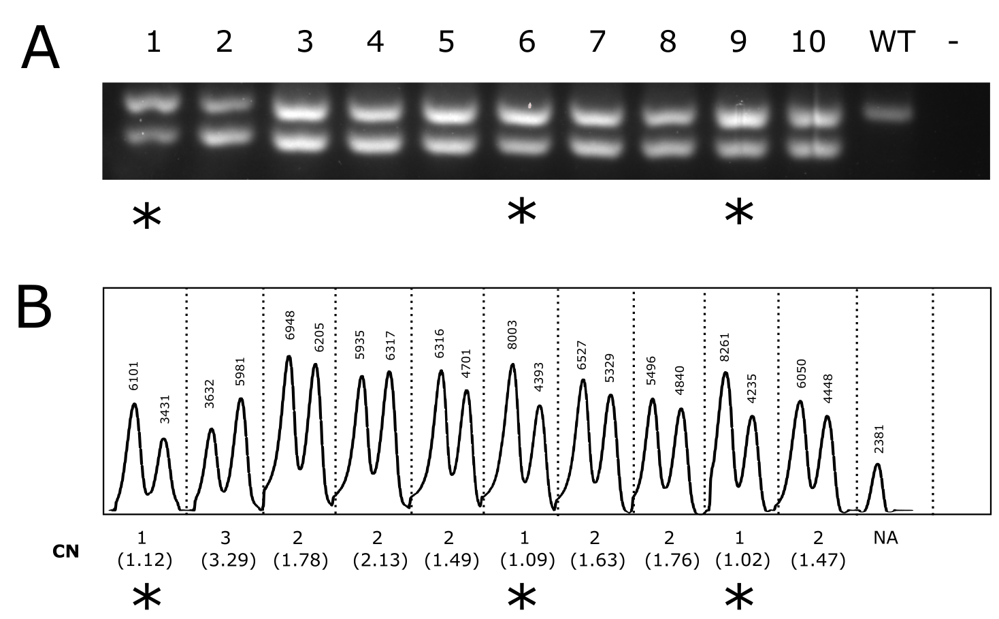 A 1 2 3 4 5 6 7 8 9 10 WT -
* * *
B
6101 3431 3632 5981 6948 6205 5935 6317 6316 4701 8003 4393 6527 5329 5496 4840 8261 4235 6050 4448 2381
CN 1 3 2 2 2 1 2 2 1 2 NA
(1.12) (3.29) (1.78) (2.13) (1.49) (1.09) (1.63) (1.76) (1.02) (1.47)
* * *